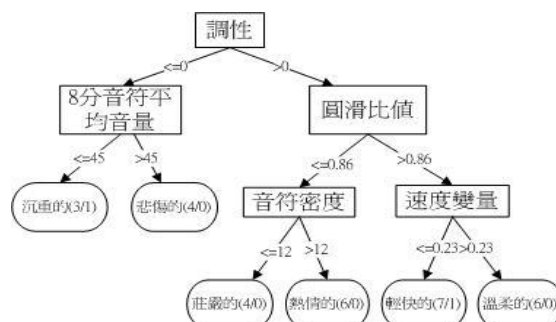 調性
<=0
>0
8分音符平
均音量
圓滑比值
<=45
>45
<=0.86
>0.86
沉重的(3/1)
悲傷的(4/0)
音符密度
速度變量
<=12
>12
<=0.23
>0.23
莊嚴的(4/0)
熱情的(6/0)
輕快的(7/1)
溫柔的(6/0)